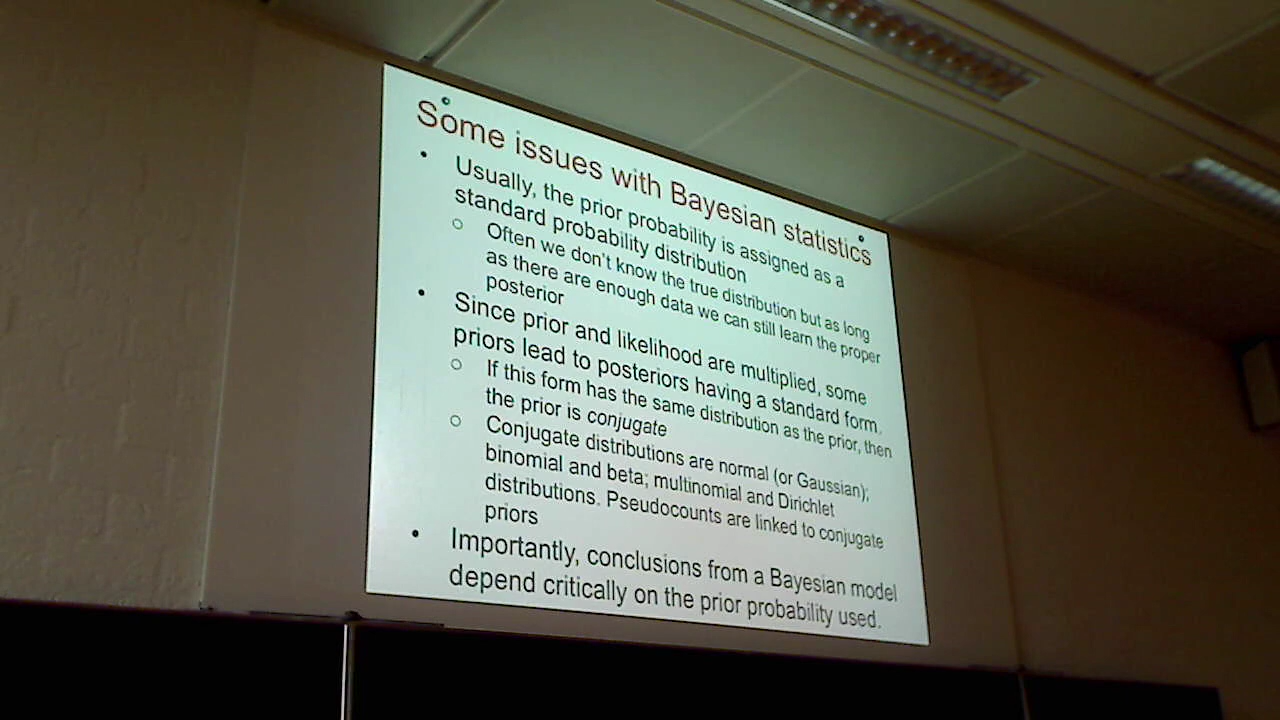 Some issues with Bayesian statistics
• Usually, the prior probability is assigned as a
standard probability distribution
○ Often we don't know the true distribution but as long
as there are enough data we can still learn the proper
posterior
• Since prior and likelihood are multiplied, some
priors lead to posteriors having a standard form.
○ If this form has the same distribution as the prior, then
the prior is conjugate
○ Conjugate distributions are normal (or Gaussian);
binomial and beta; multinomial and Dirichlet
distributions. Pseudocounts are linked to conjugate
priors
• Importantly, conclusions from a Bayesian model
depend critically on the prior probability used.